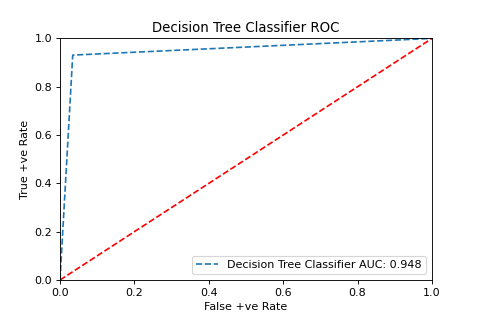 Decision Tree Classifier ROC
1.0
0.8
0.6
0.4
0.2
0.0
True +ve Rate
Decision Tree Classifier AUC: 0.948
0.0 0.2 0.4 0.6 0.8 1.0
False +ve Rate